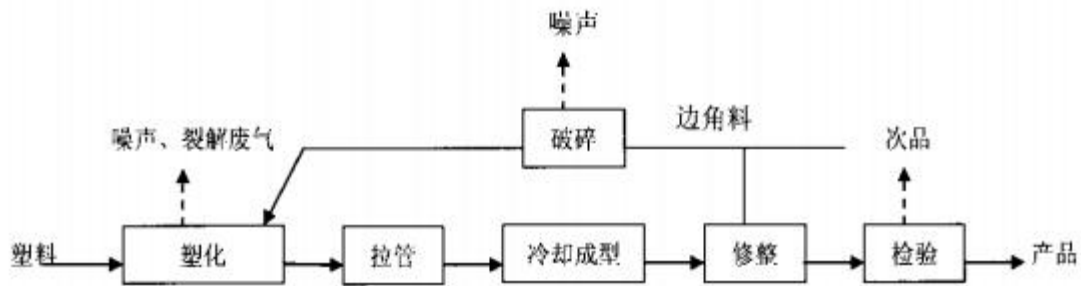 噪声
破碎
边角料
噪声、裂解废气
次品
塑料
塑化
拉管
冷却成型
修整
检验
产品